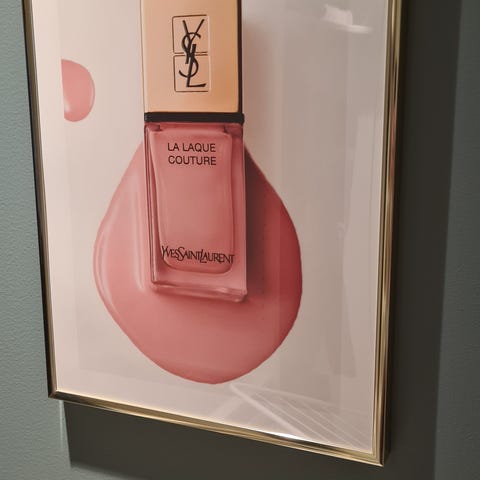 YSL
LA LAQUE
COUTURE
YVESSAINTLAURENT